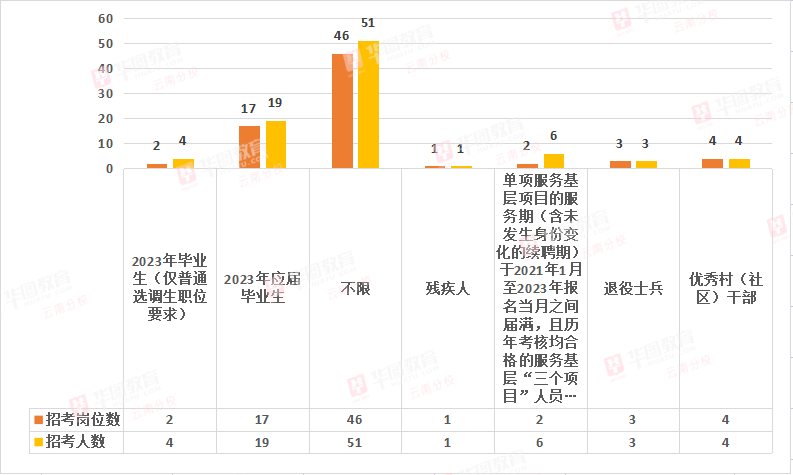 60
50
40
30
20
10
0
2
4
17
19
46
51
1
1
2
6
3
3
4
4
2023年毕业
生（仅普通
选调生职位
要求）
2023年应届
毕业生
不限
残疾人
单项服务基
层项目的服
务期（含未
发生身份变
化的续聘期）
于2021年1月
至2023年报
名当月之间
届满，且历
年考核均合
格的服务基
层“三个项
目”人员…
退役士兵
优秀村（社
区）干部
招考岗位数 2 17 46 1 2 3 4
招考人数 4 19 51 1 6 3 4
华图教育
云南分校